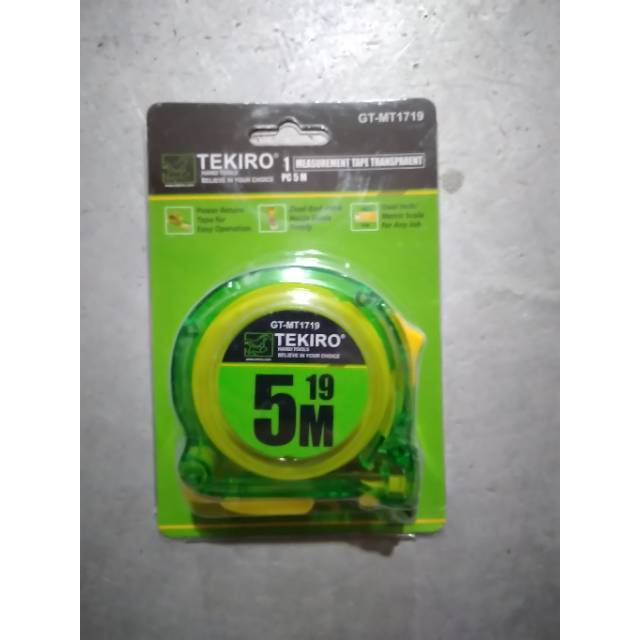 GT-MT1719
TEKIRO®
HAND TOOLS
BELIEVE IN YOUR CHOICE
1 MEASUREMENT TAPE TRANSPARENT
PC 5 M
Power Return
Tape for
Easy Operation
Dual
Metric Scale
For Any Job
GT-MT1719
TEKIRO®
HAND TOOLS
BELIEVE IN YOUR CHOICE
5 19
M